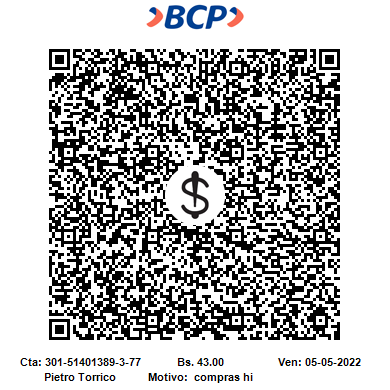 BCP
$
Cta: 301-51401389-3-77 Bs. 43.00 Ven: 05-05-2022
Pietro Torrico Motivo: compras hi